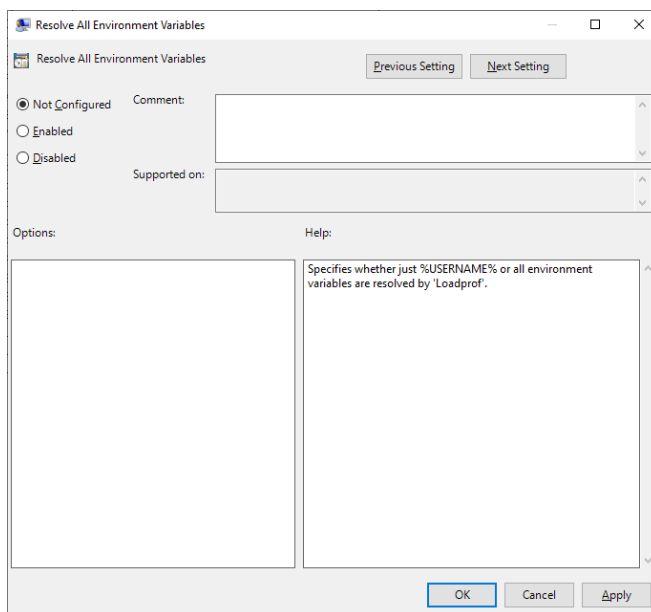 Resolve All Environment Variables
Resolve All Environment Variables
Previous Setting
Next Setting
Not Configured
Comment:
Enabled
Disabled
Supported on:
Options:
Help:
Specifies whether just %USERNAME% or all environment
variables are resolved by 'Loadprof'.
OK
Cancel
Apply